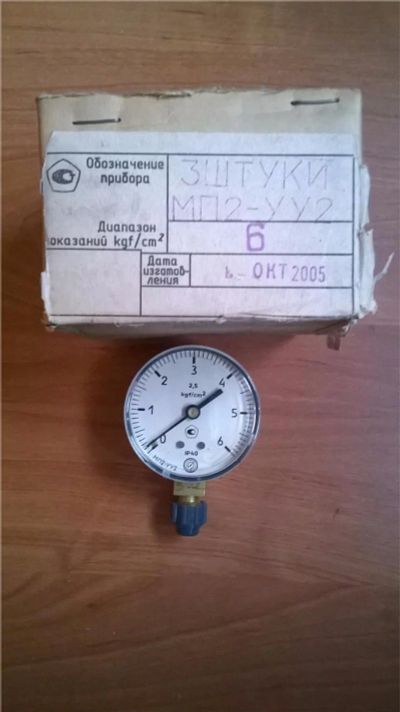 Обозначение
прибора
3ШТУКИ
МП2-УУ2
Диапазон
оказаний kgf/cm²
6
Дата
изготов-
ления
ОКТ 2005
0
1
2
3
4
5
6
2,5
kgf/cm²
IP40
МП2-УУ2